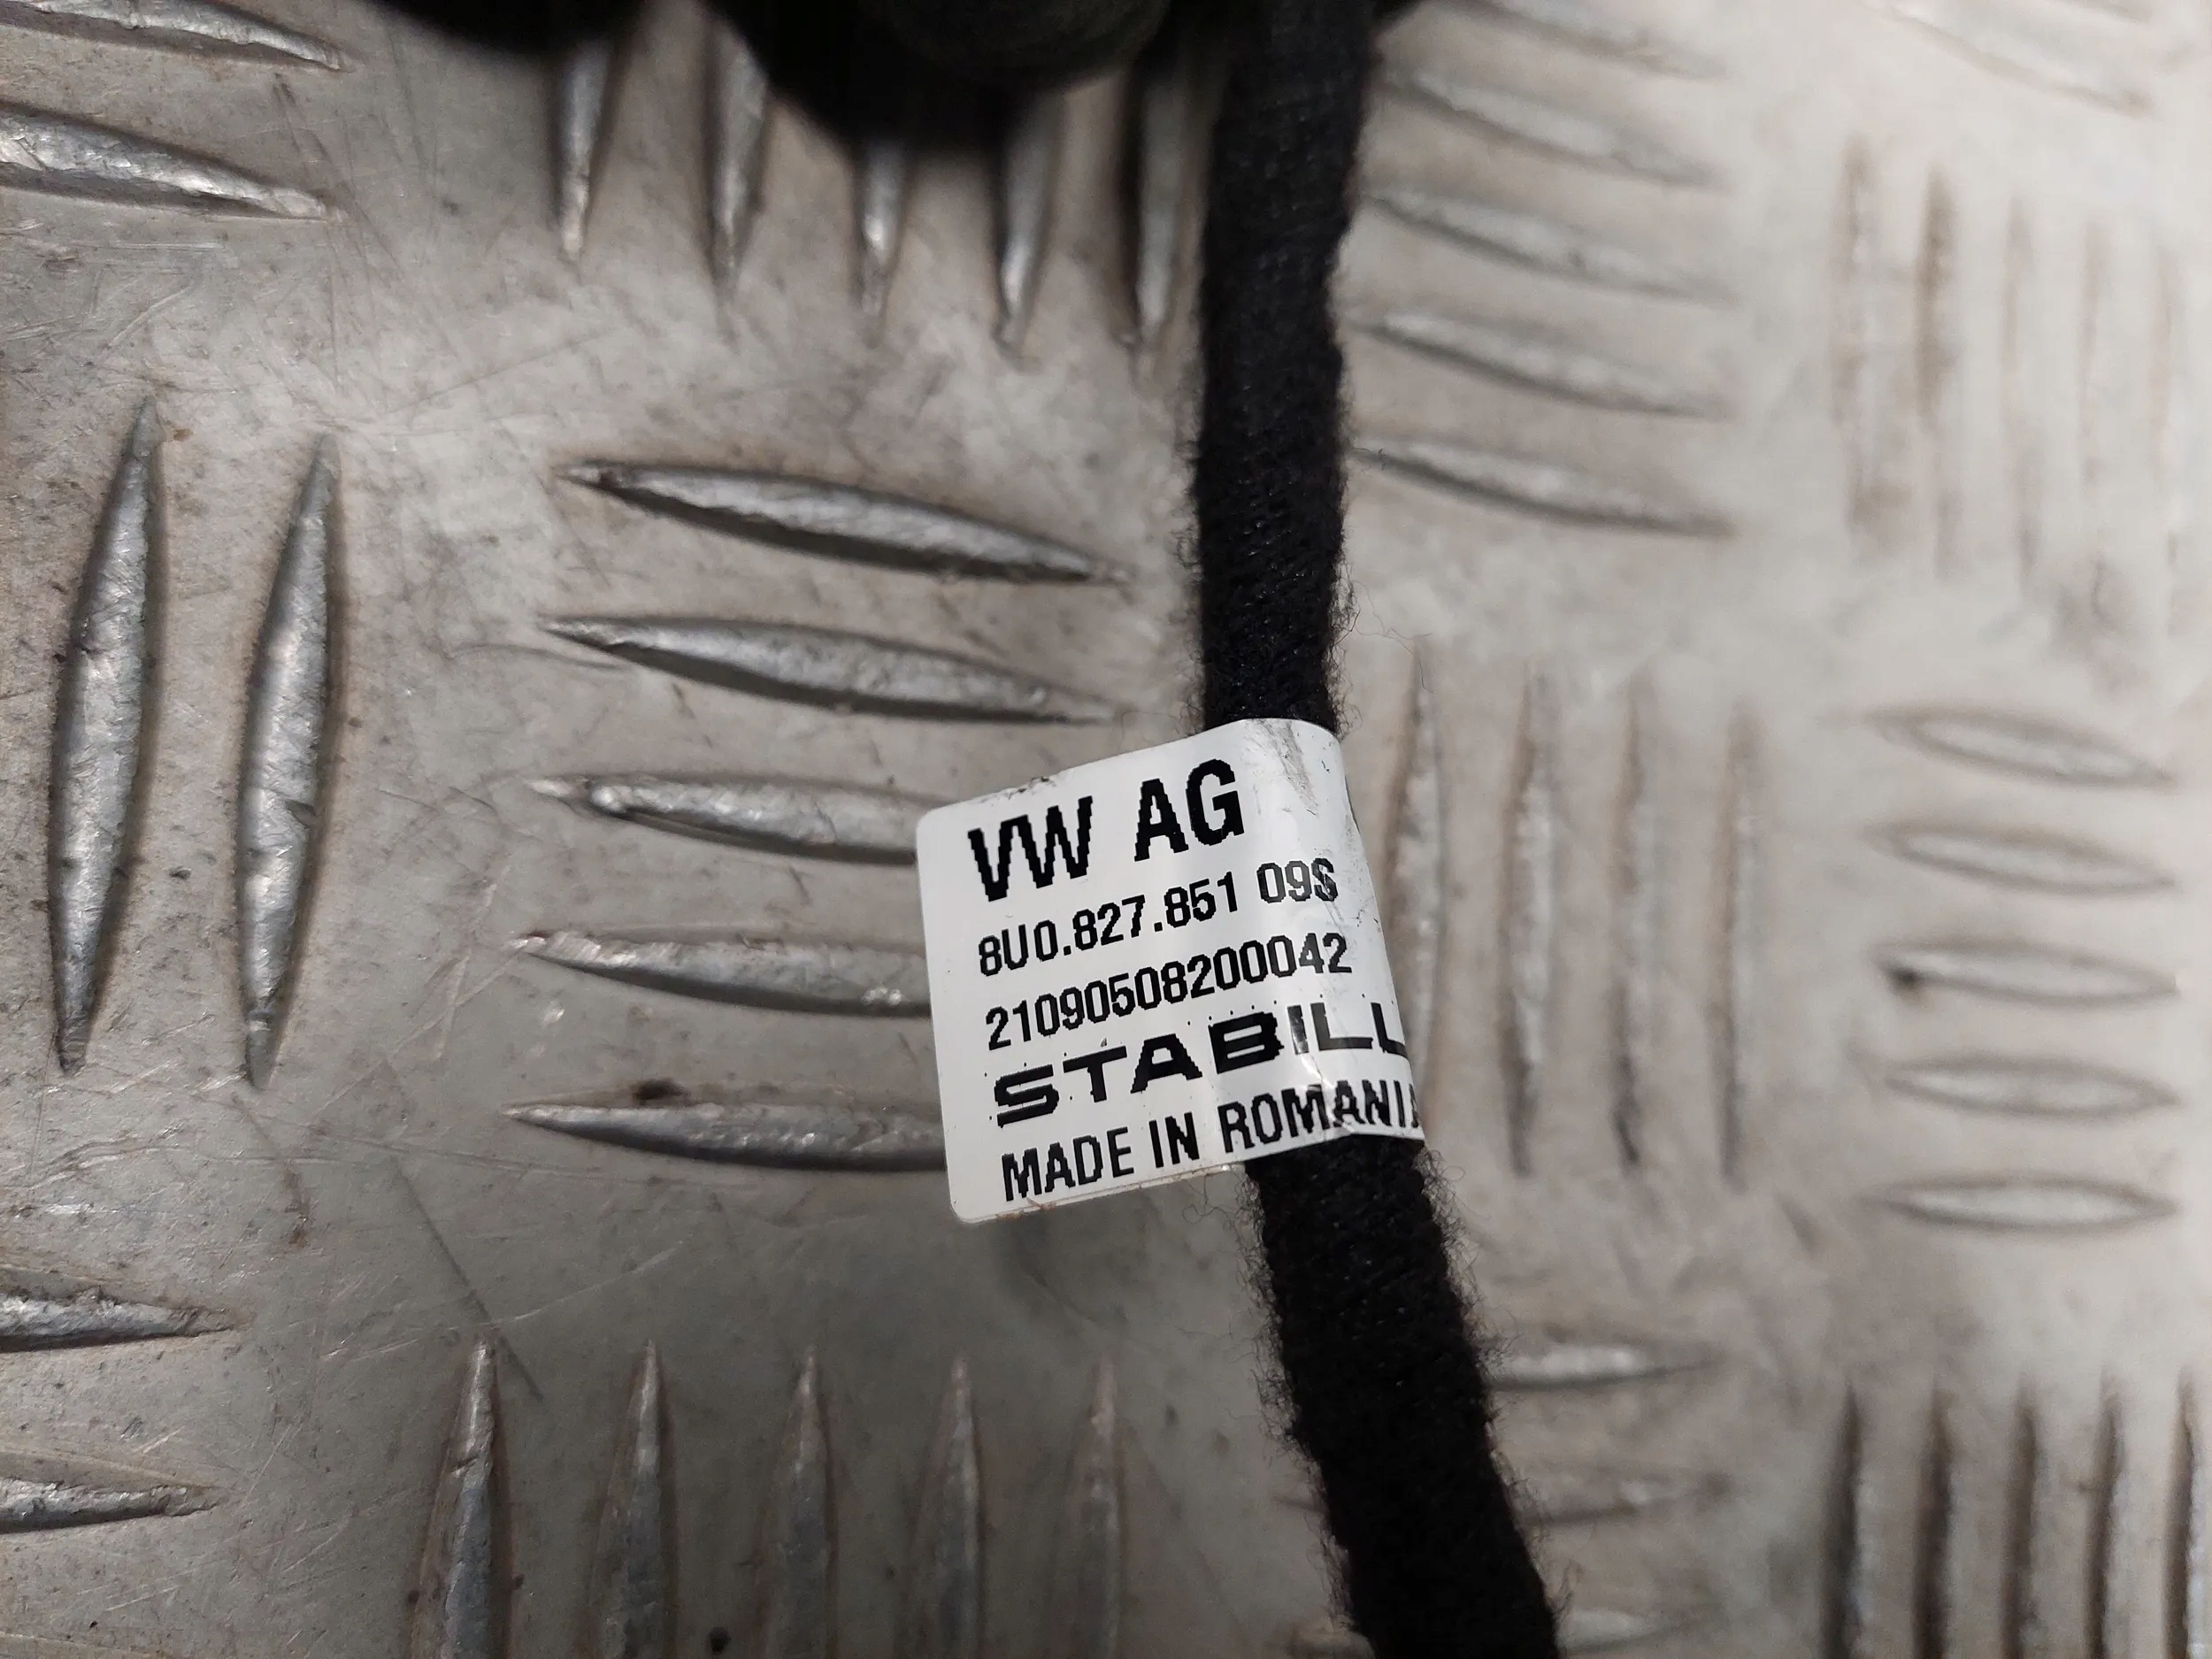 VW AG
8U0.827.851 09S
21090508200042
STABILL
MADE IN ROMANIA